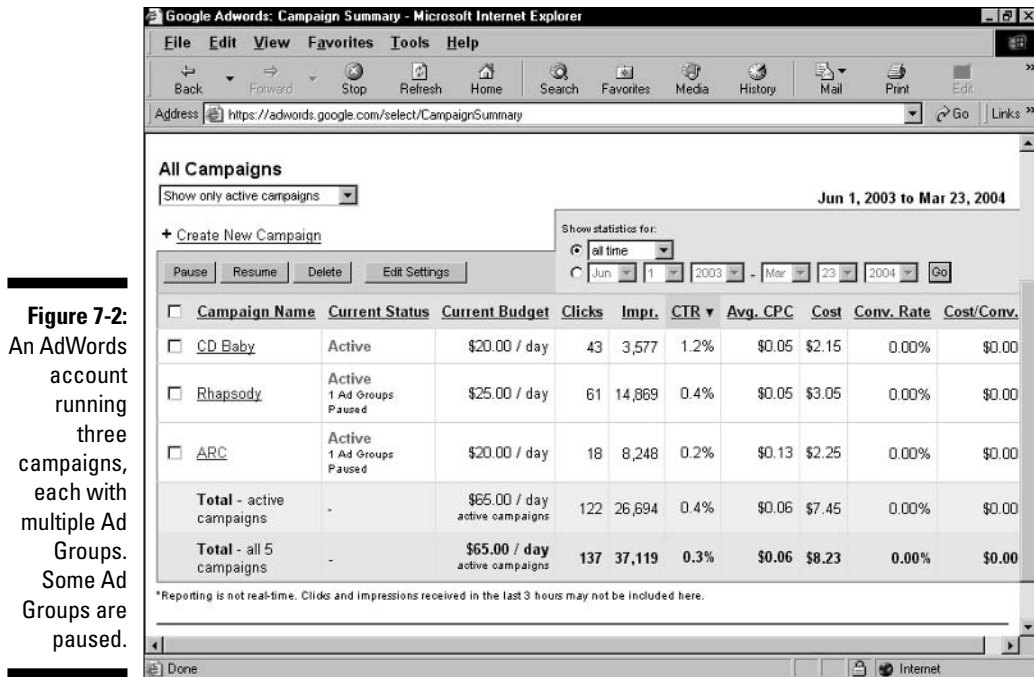 Google Adwords: Campaign Summary - Microsoft Internet Explorer
File Edit View Favorites Tools Help
Back Forward Stop Refresh Home Search Favorites Media History Mail Print Edit
Address https://adwords.google.com/select/CampaignSummary Go Links
All Campaigns
Show only active campaigns
Jun 1, 2003 to Mar 23, 2004
+ Create New Campaign
Show statistics for:
all time
Pause Resume Delete Edit Settings
Jun 1 2003 - Mar 23 2004 Go
Campaign Name Current Status Current Budget Clicks Impr. CTR ▼ Avg. CPC Cost Conv. Rate Cost/Conv.
CD Baby Active $20.00 / day 43 3,577 1.2% $0.05 $2.15 0.00% $0.00
Rhapsody Active $25.00 / day 61 14,869 0.4% $0.05 $3.05 0.00% $0.00
1 Ad Groups
Paused
ARC Active $20.00 / day 18 8,248 0.2% $0.13 $2.25 0.00% $0.00
1 Ad Groups
Paused
Total - active campaigns - $65.00 / day 122 26,694 0.4% $0.06 $7.45 0.00% $0.00
active campaigns
Total - all 5 campaigns - $65.00 / day 137 37,119 0.3% $0.06 $8.23 0.00% $0.00
active campaigns
*Reporting is not real-time. Clicks and impressions received in the last 3 hours may not be included here.
Done Internet
Figure 7-2:
An AdWords
account
running
three
campaigns,
each with
multiple Ad
Groups.
Some Ad
Groups are
paused.